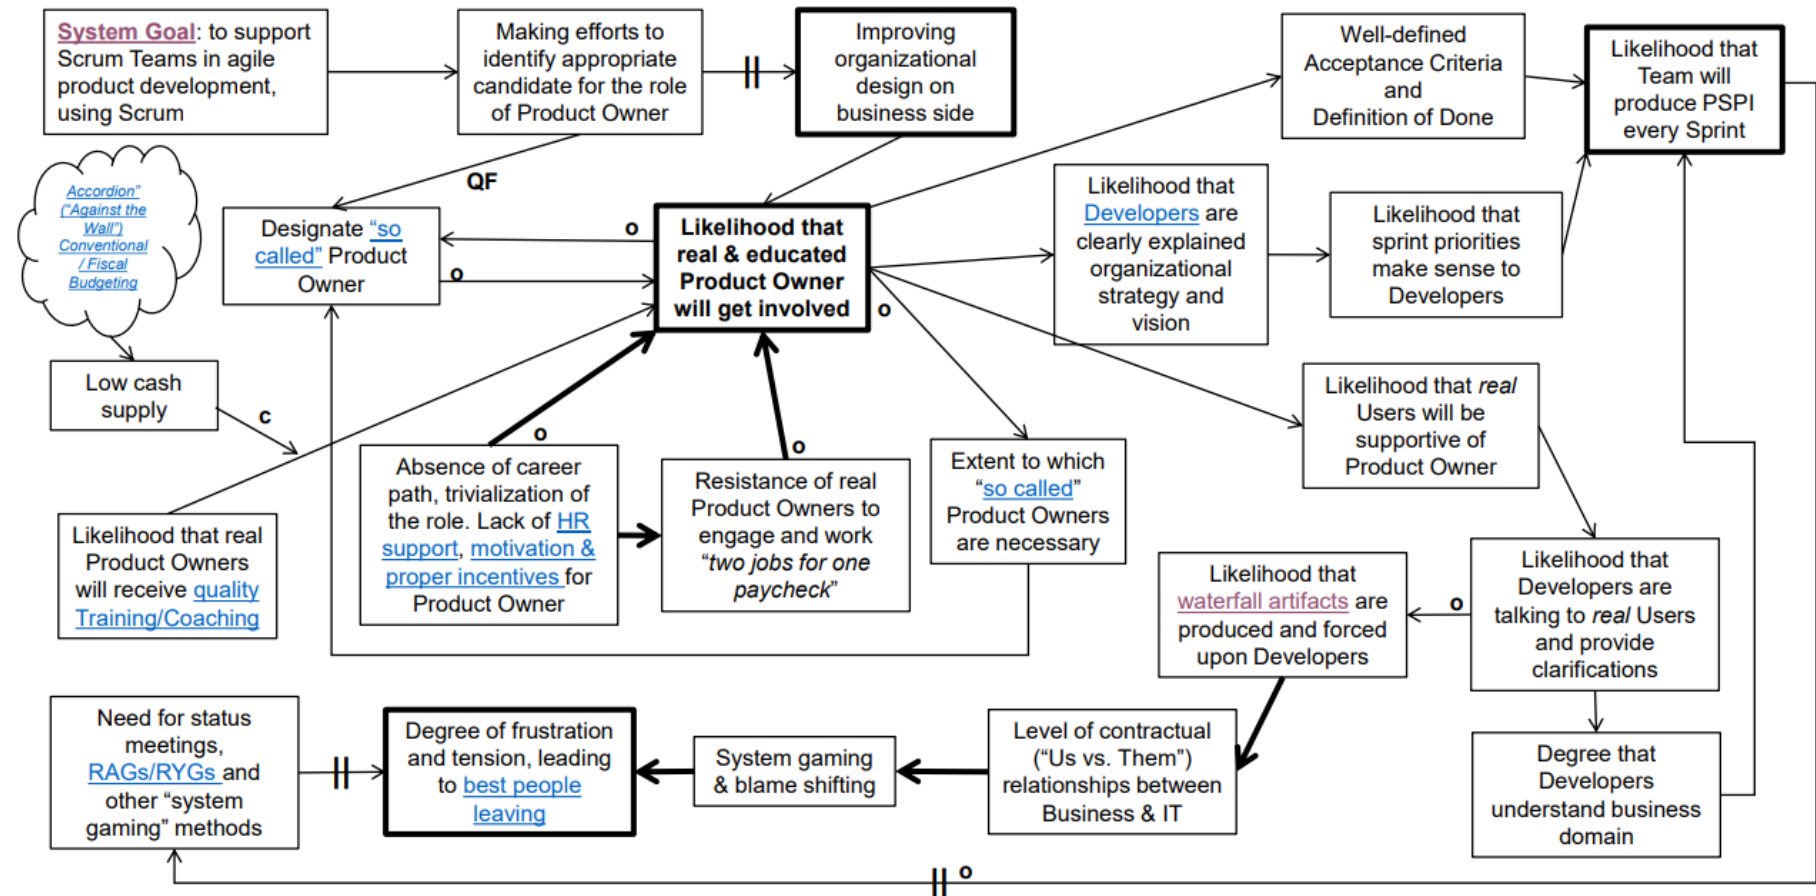 System Goal: to support
Scrum Teams in agile
product development,
using Scrum
Making efforts to
identify appropriate
candidate for the role
of Product Owner
||
Improving
organizational
design on
business side
Well-defined
Acceptance Criteria
and
Definition of Done
Likelihood that
Team will
produce PSPI
every Sprint
Accordion"
("Against the
Wall")
Conventional
/ Fiscal
Budgeting
QF
Designate “so
called” Product
Owner
o
o
Likelihood that
real & educated
Product Owner
will get involved
o
Likelihood that
Developers are
clearly explained
organizational
strategy and
vision
Likelihood that
sprint priorities
make sense to
Developers
Low cash
supply
c
Likelihood that real
Users will be
supportive of
Product Owner
o
Absence of career
path, trivialization of
the role. Lack of HR
support, motivation &
proper incentives for
Product Owner
o
Resistance of real
Product Owners to
engage and work
“two jobs for one
paycheck”
Extent to which
“so called”
Product Owners
are necessary
Likelihood that real
Product Owners
will receive quality
Training/Coaching
Likelihood that
waterfall artifacts are
produced and forced
upon Developers
o
Likelihood that
Developers are
talking to real Users
and provide
clarifications
Need for status
meetings,
RAGs/RYGs and
other “system
gaming” methods
||
Degree of frustration
and tension, leading
to best people
leaving
System gaming
& blame shifting
Level of contractual
(“Us vs. Them”)
relationships between
Business & IT
Degree that
Developers
understand business
domain
|| o